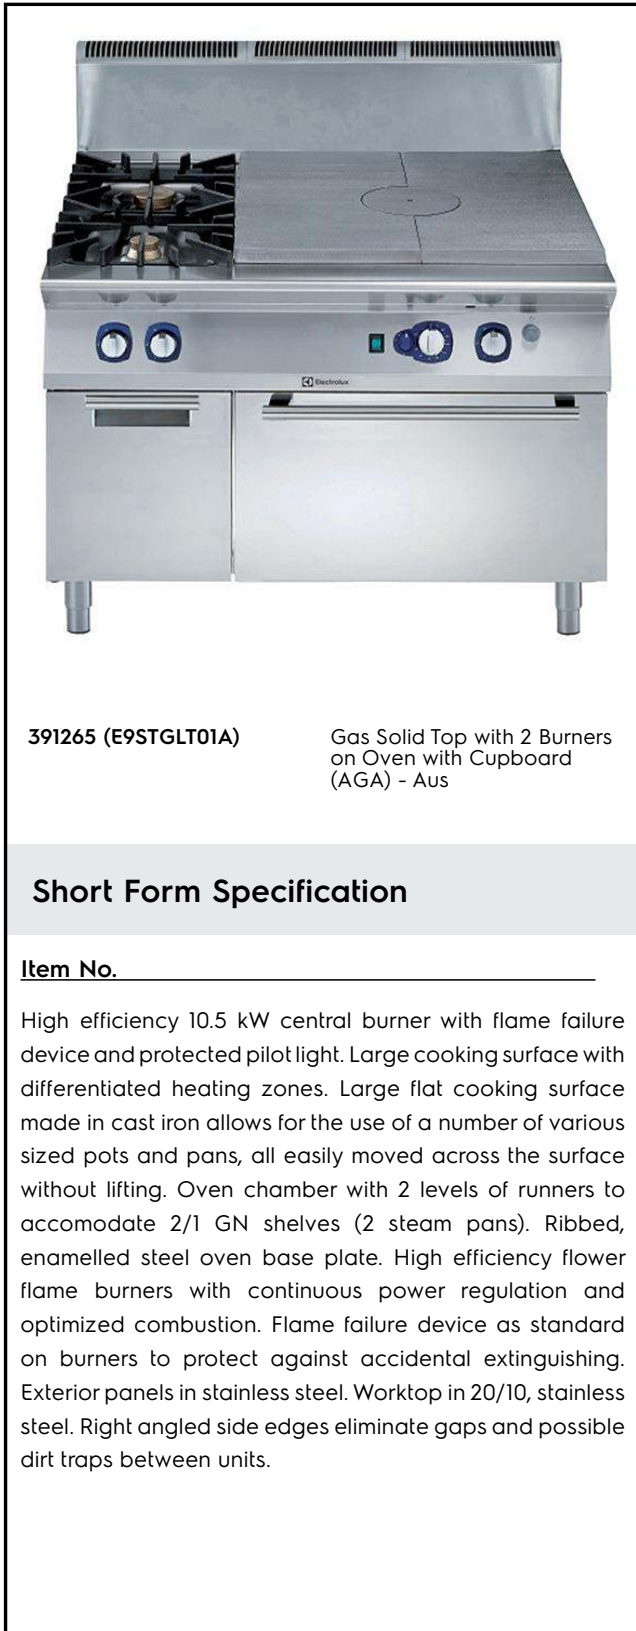 Electrolux
391265 (E9STGLT01A)
Gas Solid Top with 2 Burners
on Oven with Cupboard
(AGA) - Aus
Short Form Specification
Item No.
High efficiency 10.5 kW central burner with flame failure
device and protected pilot light. Large cooking surface with
differentiated heating zones. Large flat cooking surface
made in cast iron allows for the use of a number of various
sized pots and pans, all easily moved across the surface
without lifting. Oven chamber with 2 levels of runners to
accomodate 2/1 GN shelves (2 steam pans). Ribbed,
enamelled steel oven base plate. High efficiency flower
flame burners with continuous power regulation and
optimized combustion. Flame failure device as standard
on burners to protect against accidental extinguishing.
Exterior panels in stainless steel. Worktop in 20/10, stainless
steel. Right angled side edges eliminate gaps and possible
dirt traps between units.